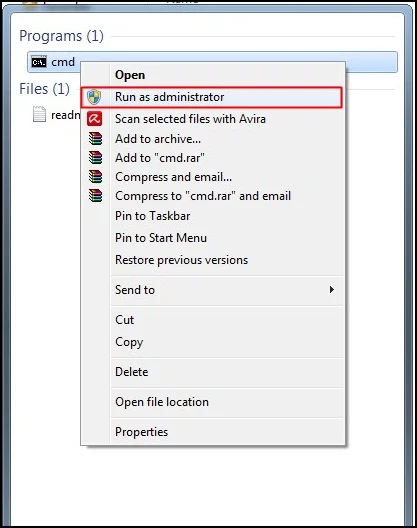 Programs (1)
cmd
Files (1)
Open
Run as administrator
Scan selected files with Avira
Add to archive...
Add to "cmd.rar"
Compress and email...
Compress to "cmd.rar" and email
Pin to Taskbar
Pin to Start Menu
Restore previous versions
Send to
Cut
Copy
Delete
Open file location
Properties